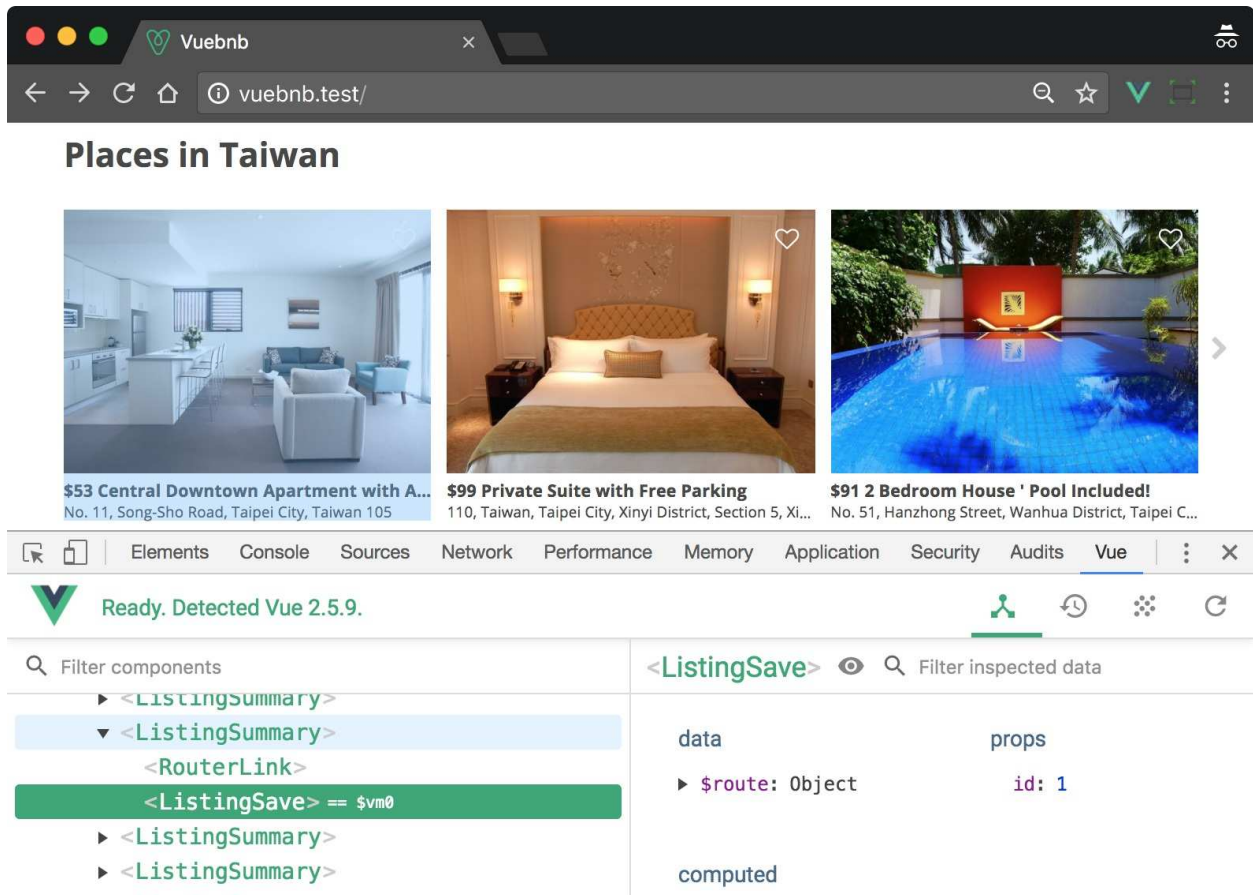 Vuebnb
vuebnb.test/
Places in Taiwan
$53 Central Downtown Apartment with A...
No. 11, Song-Sho Road, Taipei City, Taiwan 105
$99 Private Suite with Free Parking
110, Taiwan, Taipei City, Xinyi District, Section 5, Xi...
$91 2 Bedroom House ' Pool Included!
No. 51, Hanzhong Street, Wanhua District, Taipei C...
Elements Console Sources Network Performance Memory Application Security Audits Vue
Ready. Detected Vue 2.5.9.
Filter components
<ListingSummary>
<ListingSummary>
<RouterLink>
<ListingSave> == $vm0
<ListingSummary>
<ListingSummary>
<ListingSave> Filter inspected data
data
$route: Object
props
id: 1
computed